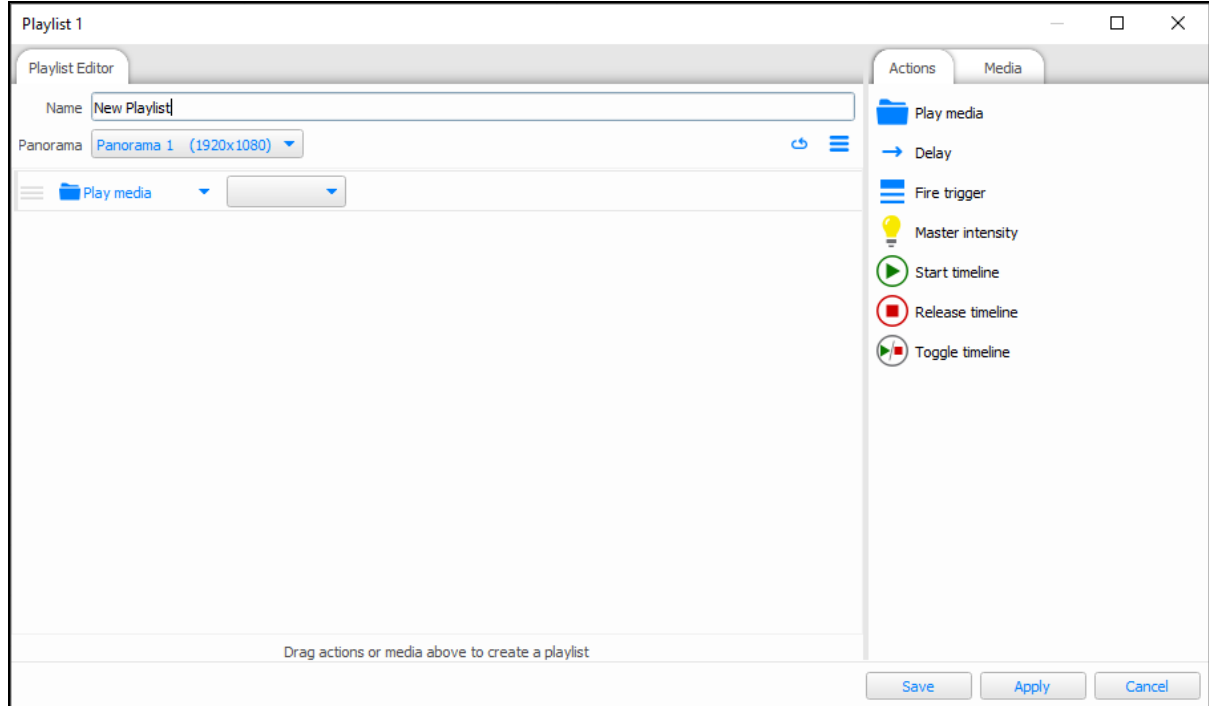 Playlist 1
Playlist Editor
Actions Media
Name New Playlist
Panorama Panorama 1 (1920x1080)
Play media
Play media
Delay
Fire trigger
Master intensity
Start timeline
Release timeline
Toggle timeline
Drag actions or media above to create a playlist
Save Apply Cancel